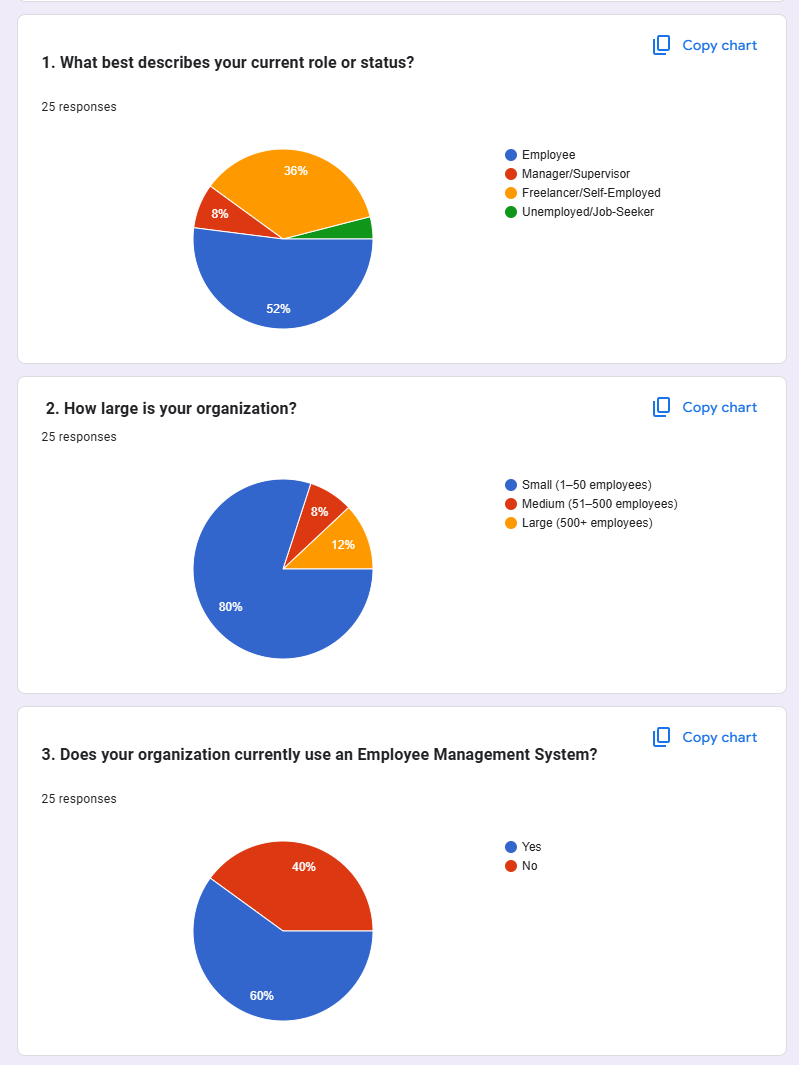 Copy chart
1. What best describes your current role or status?
25 responses
36%
8%
52%
Employee
Manager/Supervisor
Freelancer/Self-Employed
Unemployed/Job-Seeker
2. How large is your organization?
Copy chart
25 responses
8%
12%
80%
Small (1–50 employees)
Medium (51–500 employees)
Large (500+ employees)
Copy chart
3. Does your organization currently use an Employee Management System?
25 responses
40%
60%
Yes
No